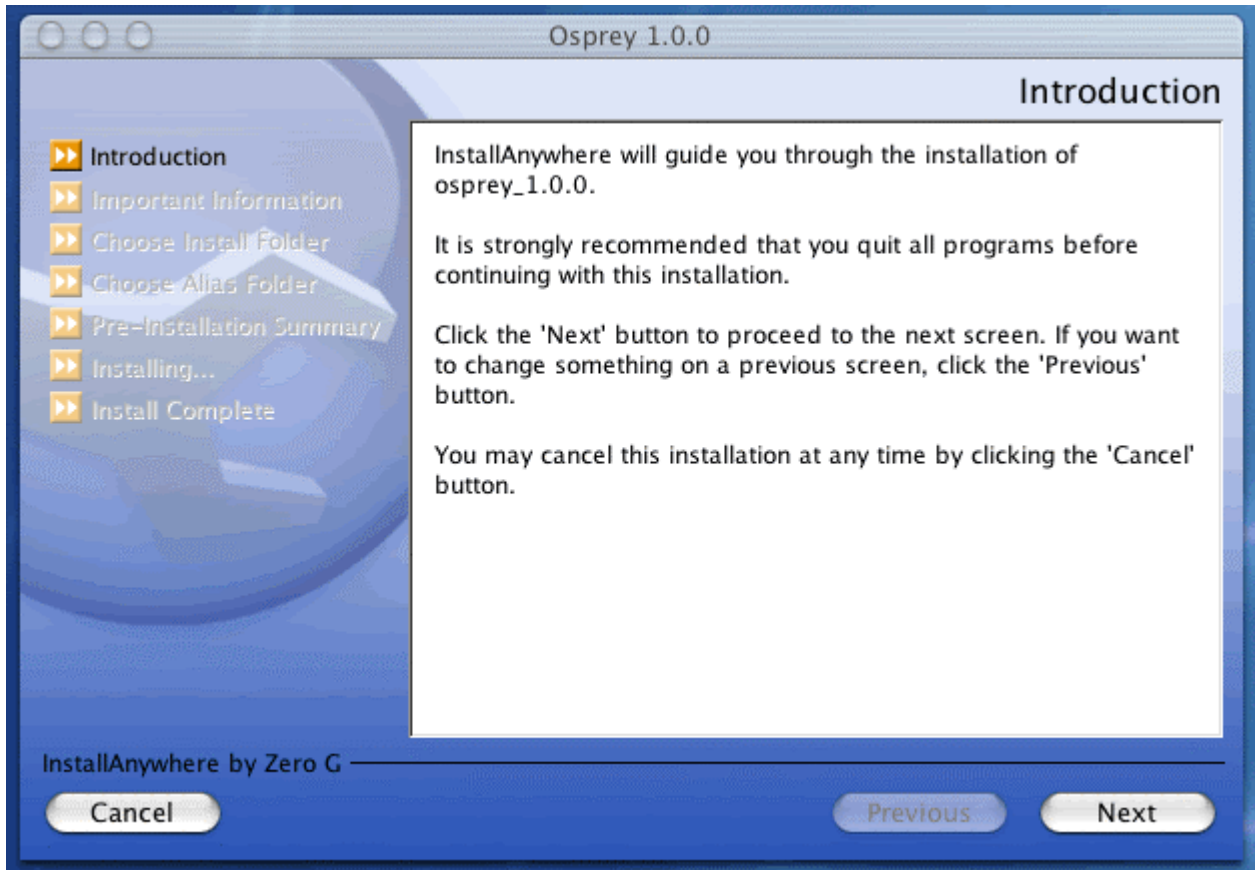 Osprey 1.0.0
Introduction
Introduction
Important Information
Choose Install Folder
Choose Alias Folder
Pre-Installation Summary
Installing...
Install Complete
InstallAnywhere will guide you through the installation of
osprey_1.0.0.
It is strongly recommended that you quit all programs before
continuing with this installation.
Click the 'Next' button to proceed to the next screen. If you want
to change something on a previous screen, click the 'Previous'
button.
You may cancel this installation at any time by clicking the 'Cancel'
button.
InstallAnywhere by Zero G
Cancel
Previous
Next